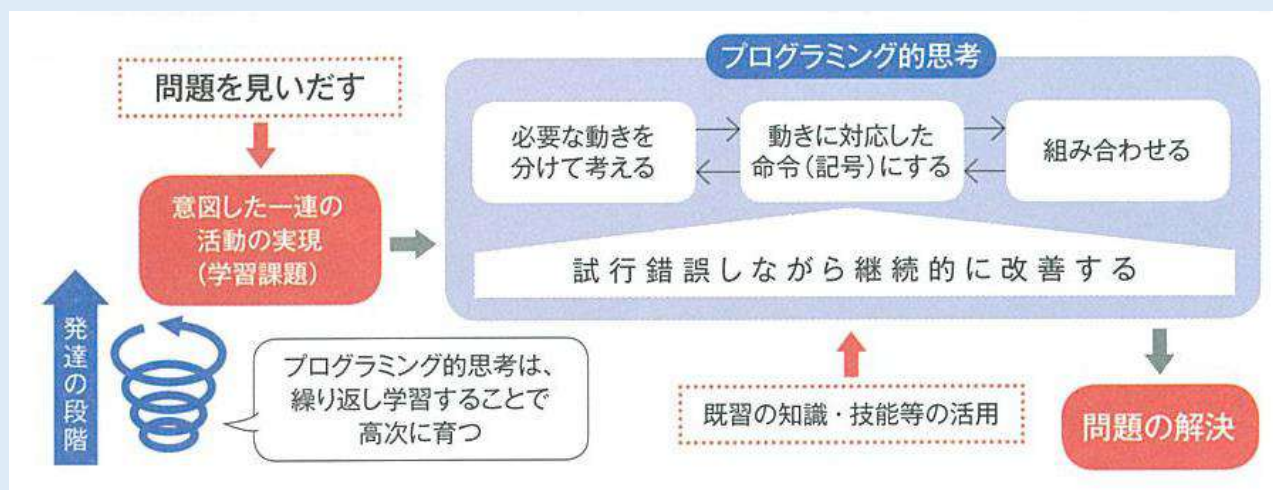 プログラミング的思考
問題を見いだす
必要な動きを
分けて考える
動きに対応した
命令(記号)にする
組み合わせる
意図した一連の
活動の実現
(学習課題)
試行錯誤しながら継続的に改善する
発達の段階
プログラミング的思考は、
繰り返し学習することで
高次に育つ
既習の知識・技能等の活用
問題の解決